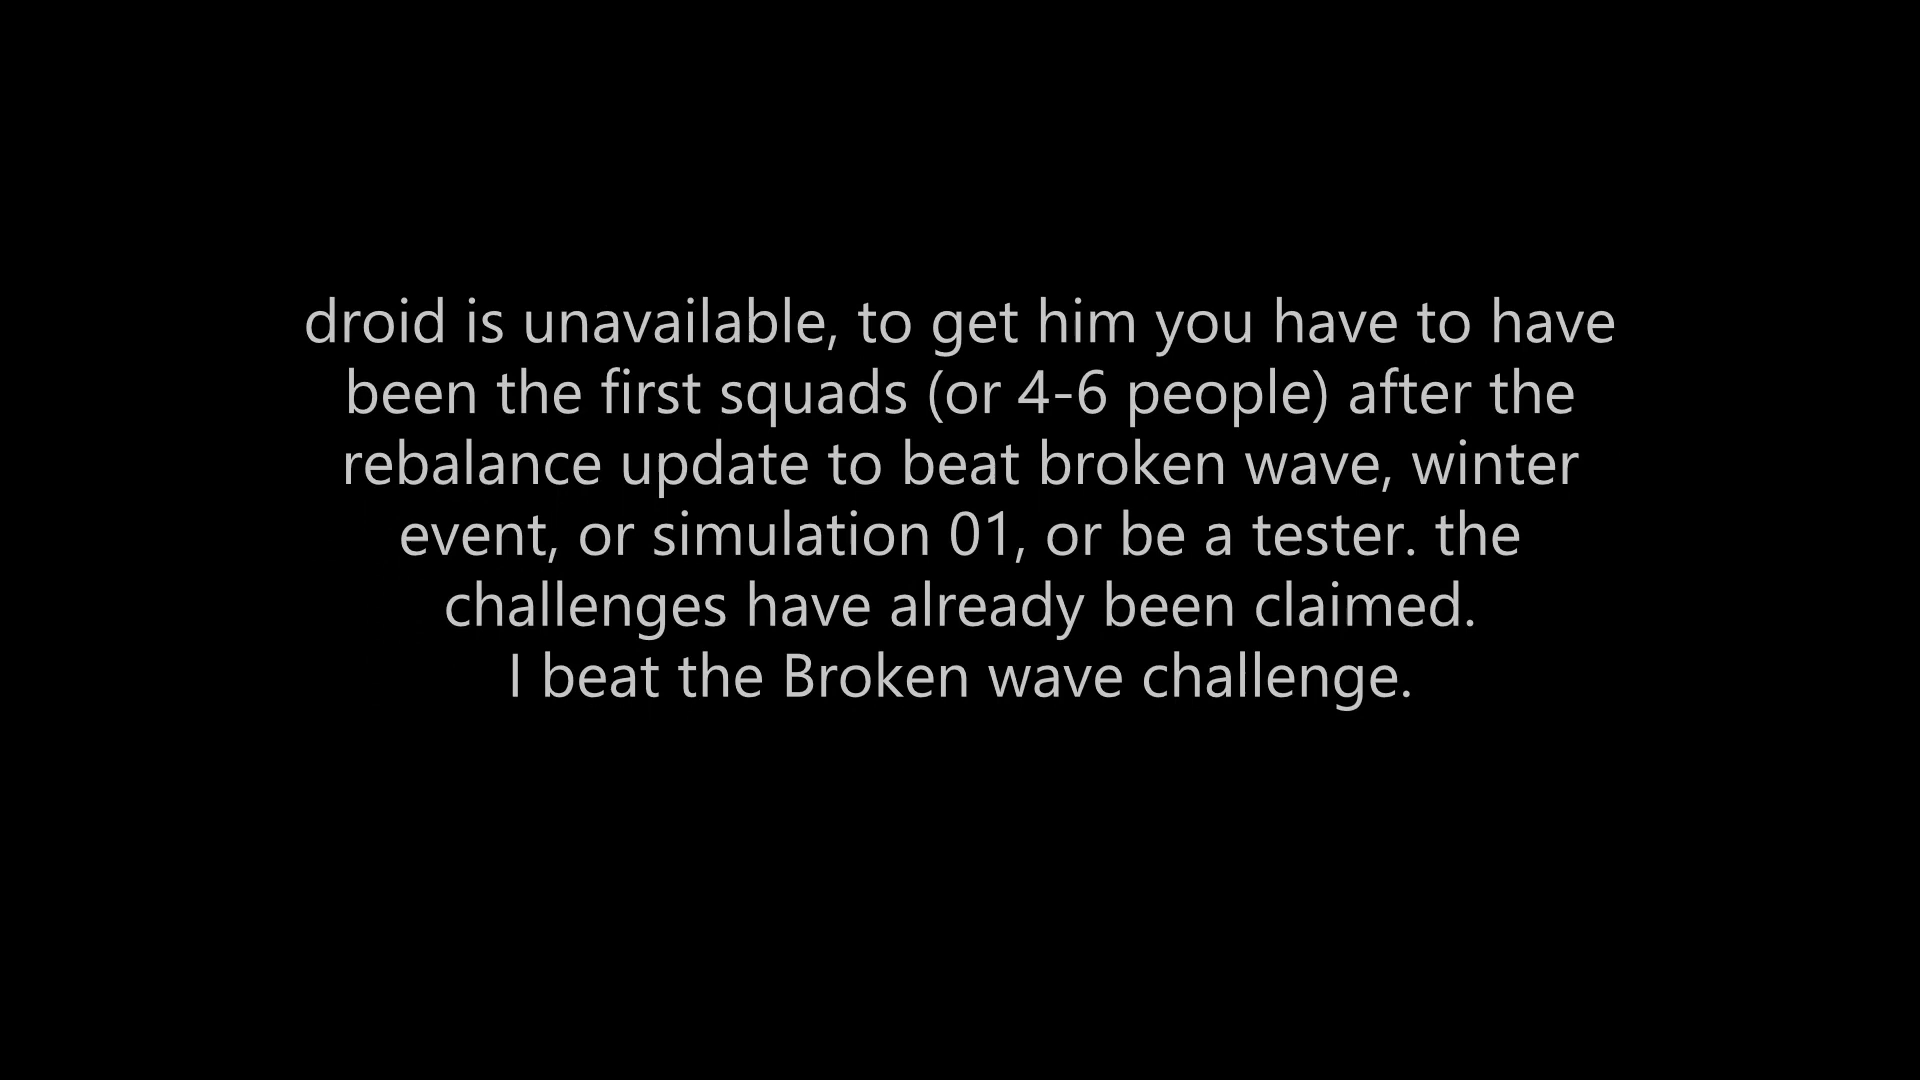 droid is unavailable, to get him you have to have
been the first squads (or 4-6 people) after the
rebalance update to beat broken wave, winter
event, or simulation 01, or be a tester. the
challenges have already been claimed.
I beat the Broken wave challenge.